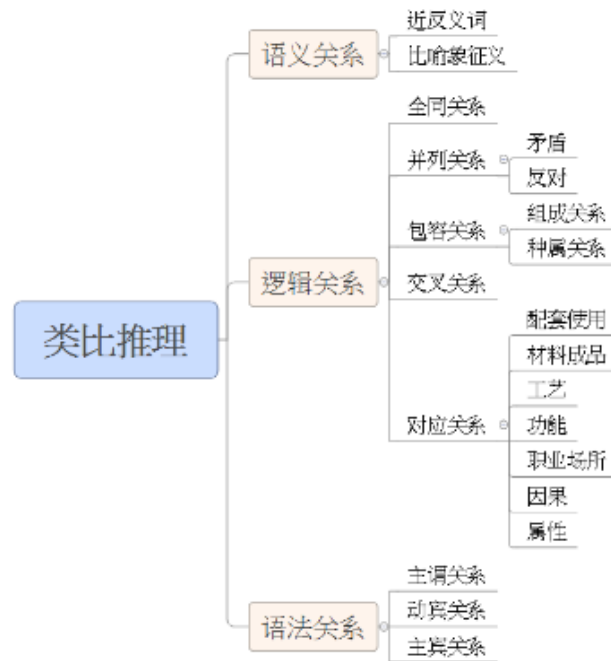 类比推理
语义关系
近反义词
比喻象征义
逻辑关系
全同关系
并列关系
矛盾
反对
包容关系
组成关系
种属关系
交叉关系
对应关系
配套使用
材料成品
工艺
功能
职业场所
因果
属性
语法关系
主谓关系
动宾关系
主宾关系